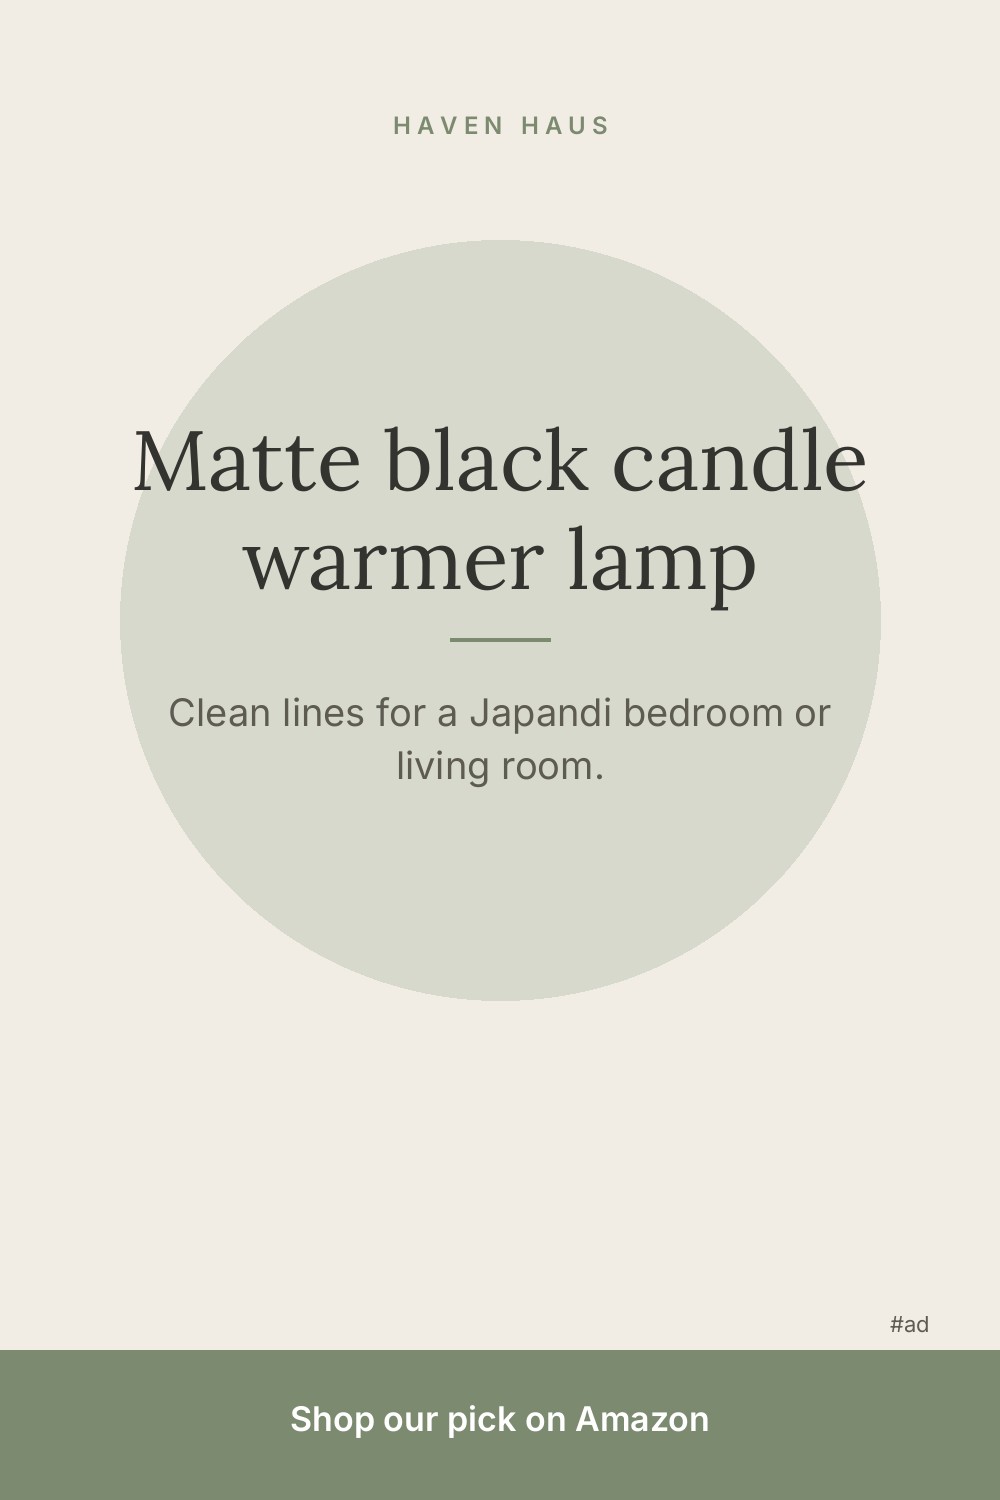 HAVEN HAUS
Matte black candle
warmer lamp
Clean lines for a Japandi bedroom or
living room.
#ad
Shop our pick on Amazon